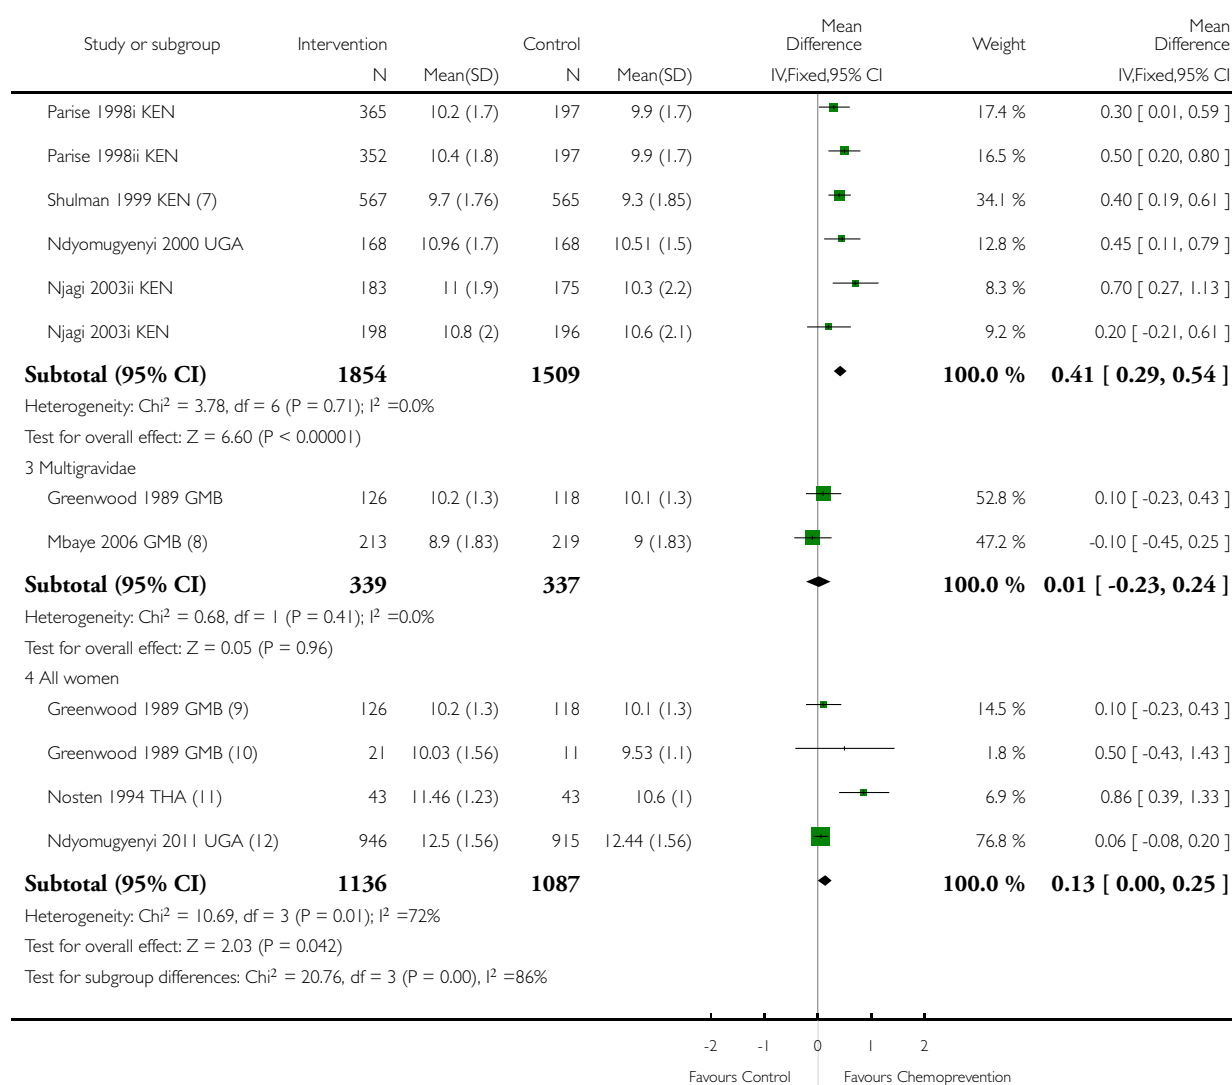 Study or subgroup Intervention Control Mean Difference Weight Mean Difference
N Mean(SD) N Mean(SD) IV,Fixed,95% CI IV,Fixed,95% CI
Parise 1998i KEN 365 10.2 (1.7) 197 9.9 (1.7) 17.4 % 0.30 [ 0.01, 0.59 ]
Parise 1998ii KEN 352 10.4 (1.8) 197 9.9 (1.7) 16.5 % 0.50 [ 0.20, 0.80 ]
Shulman 1999 KEN (7) 567 9.7 (1.76) 565 9.3 (1.85) 34.1 % 0.40 [ 0.19, 0.61 ]
Ndyomugyenyi 2000 UGA 168 10.96 (1.7) 168 10.51 (1.5) 12.8 % 0.45 [ 0.11, 0.79 ]
Njagi 2003ii KEN 183 11 (1.9) 175 10.3 (2.2) 8.3 % 0.70 [ 0.27, 1.13 ]
Njagi 2003i KEN 198 10.8 (2) 196 10.6 (2.1) 9.2 % 0.20 [ -0.21, 0.61 ]
Subtotal (95% CI) 1854 1509 100.0 % 0.41 [ 0.29, 0.54 ]
Heterogeneity: Chi² = 3.78, df = 6 (P = 0.71); I² =0.0%
Test for overall effect: Z = 6.60 (P < 0.00001)
3 Multigravidae
Greenwood 1989 GMB 126 10.2 (1.3) 118 10.1 (1.3) 52.8 % 0.10 [ -0.23, 0.43 ]
Mbaye 2006 GMB (8) 213 8.9 (1.83) 219 9 (1.83) 47.2 % -0.10 [ -0.45, 0.25 ]
Subtotal (95% CI) 339 337 100.0 % 0.01 [ -0.23, 0.24 ]
Heterogeneity: Chi² = 0.68, df = 1 (P = 0.41); I² =0.0%
Test for overall effect: Z = 0.05 (P = 0.96)
4 All women
Greenwood 1989 GMB (9) 126 10.2 (1.3) 118 10.1 (1.3) 14.5 % 0.10 [ -0.23, 0.43 ]
Greenwood 1989 GMB (10) 21 10.03 (1.56) 11 9.53 (1.1) 1.8 % 0.50 [ -0.43, 1.43 ]
Nosten 1994 THA (11) 43 11.46 (1.23) 43 10.6 (1) 6.9 % 0.86 [ 0.39, 1.33 ]
Ndyomugyenyi 2011 UGA (12) 946 12.5 (1.56) 915 12.44 (1.56) 76.8 % 0.06 [ -0.08, 0.20 ]
Subtotal (95% CI) 1136 1087 100.0 % 0.13 [ 0.00, 0.25 ]
Heterogeneity: Chi² = 10.69, df = 3 (P = 0.01); I² =72%
Test for overall effect: Z = 2.03 (P = 0.042)
Test for subgroup differences: Chi² = 20.76, df = 3 (P = 0.00), I² =86%
-2 -1 0 1 2
Favours Control Favours Chemoprevention